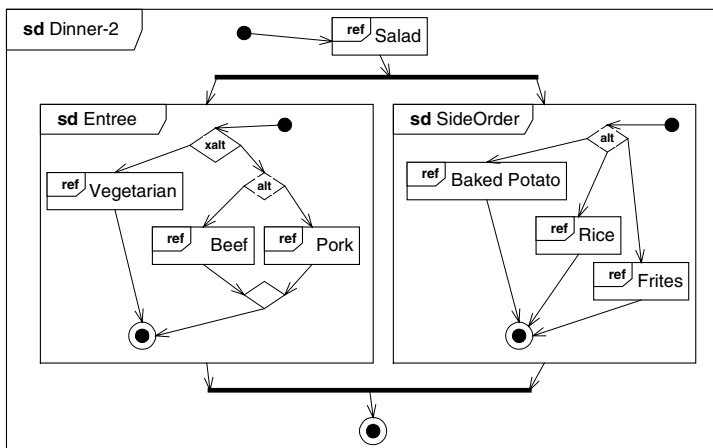 sd Dinner-2
ref Salad
sd Entree
xalt
ref Vegetarian
alt
ref Beef
ref Pork
sd SideOrder
alt
ref Baked Potato
ref Rice
ref Frites